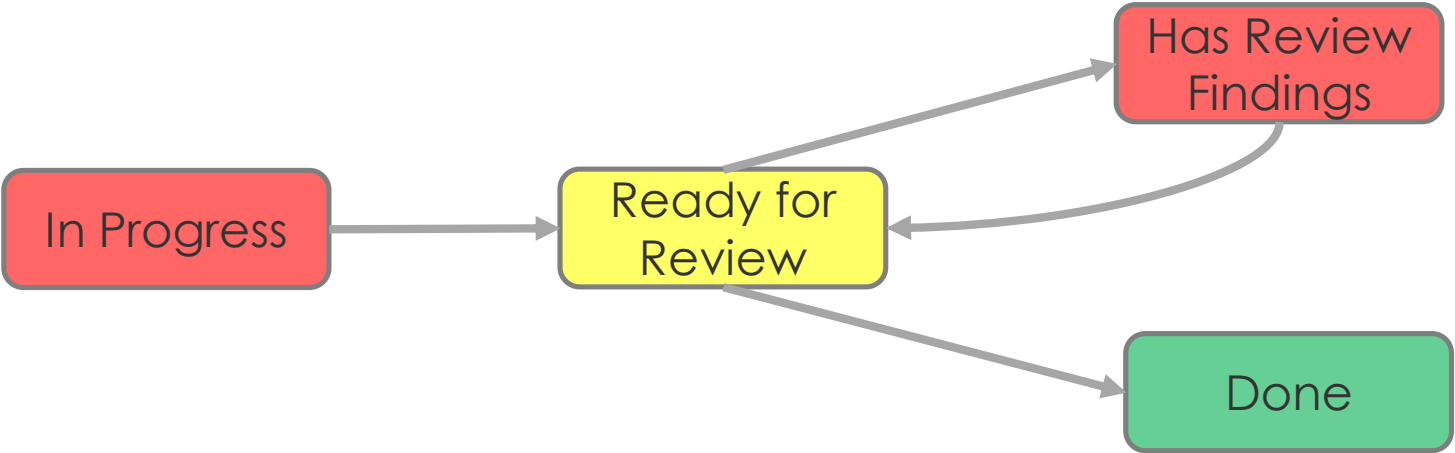 Has Review
Findings
In Progress
Ready for
Review
Done